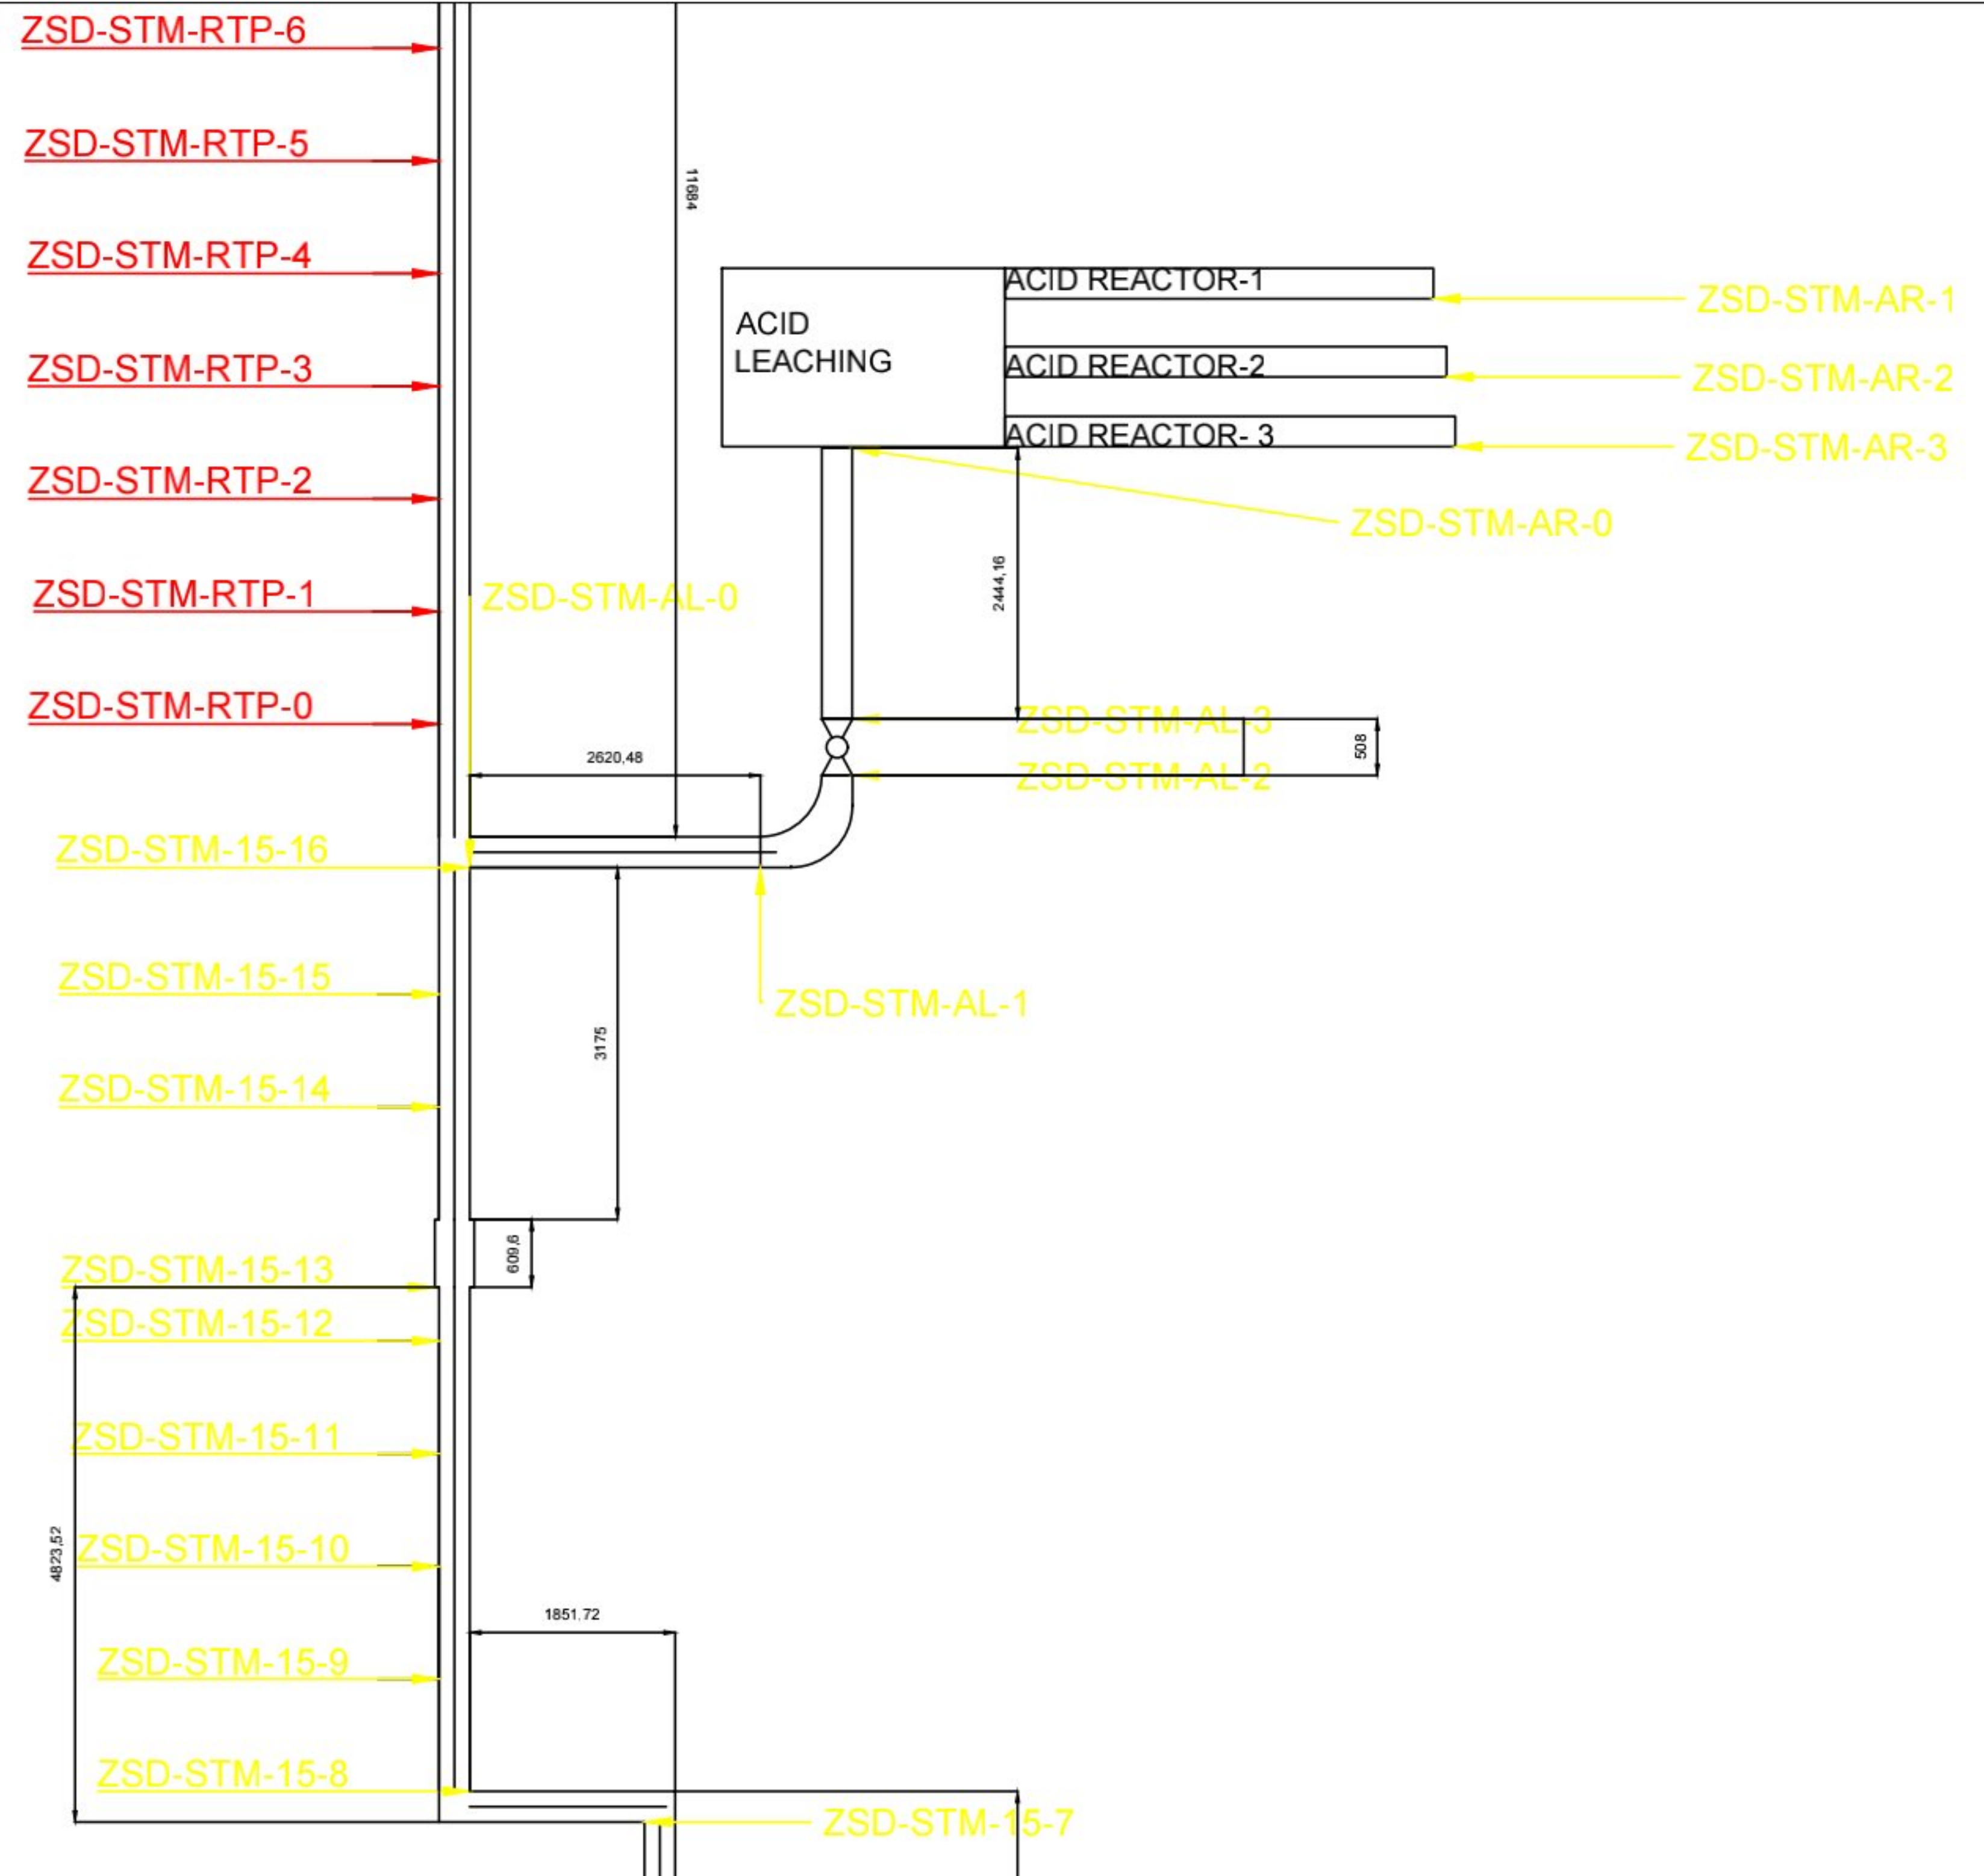 ZSD-STM-RTP-6
ZSD-STM-RTP-5
11684
ZSD-STM-RTP-4
ACID REACTOR-1
ZSD-STM-AR-1
ACID
LEACHING
ZSD-STM-RTP-3
ACID REACTOR-2
ZSD-STM-AR-2
ACID REACTOR- 3
ZSD-STM-AR-3
ZSD-STM-RTP-2
ZSD-STM-AR-0
2444,16
ZSD-STM-RTP-1
ZSD-STM-AL-0
ZSD-STM-RTP-0
ZSD-STM-AL-3
508
2620,48
ZSD-STM-AL-2
ZSD-STM-15-16
ZSD-STM-15-15
ZSD-STM-AL-1
3175
ZSD-STM-15-14
609,6
ZSD-STM-15-13
ZSD-STM-15-12
ZSD-STM-15-11
4823,52
ZSD-STM-15-10
1851,72
ZSD-STM-15-9
ZSD-STM-15-8
ZSD-STM-15-7